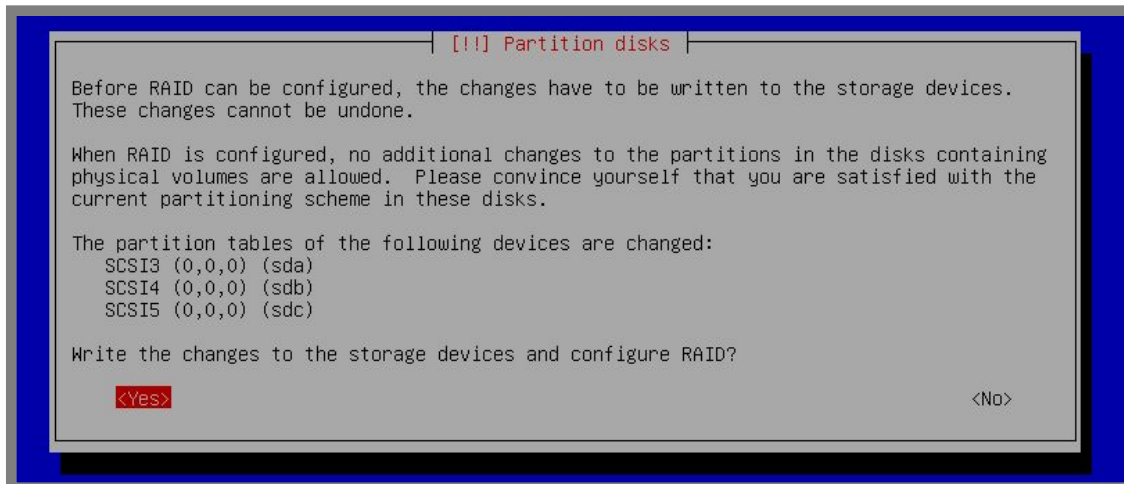 [!!] Partition disks
Before RAID can be configured, the changes have to be written to the storage devices.
These changes cannot be undone.
When RAID is configured, no additional changes to the partitions in the disks containing
physical volumes are allowed.  Please convince yourself that you are satisfied with the
current partitioning scheme in these disks.
The partition tables of the following devices are changed:
SCSI3 (0,0,0) (sda)
SCSI4 (0,0,0) (sdb)
SCSI5 (0,0,0) (sdc)
Write the changes to the storage devices and configure RAID?
<Yes> <No>